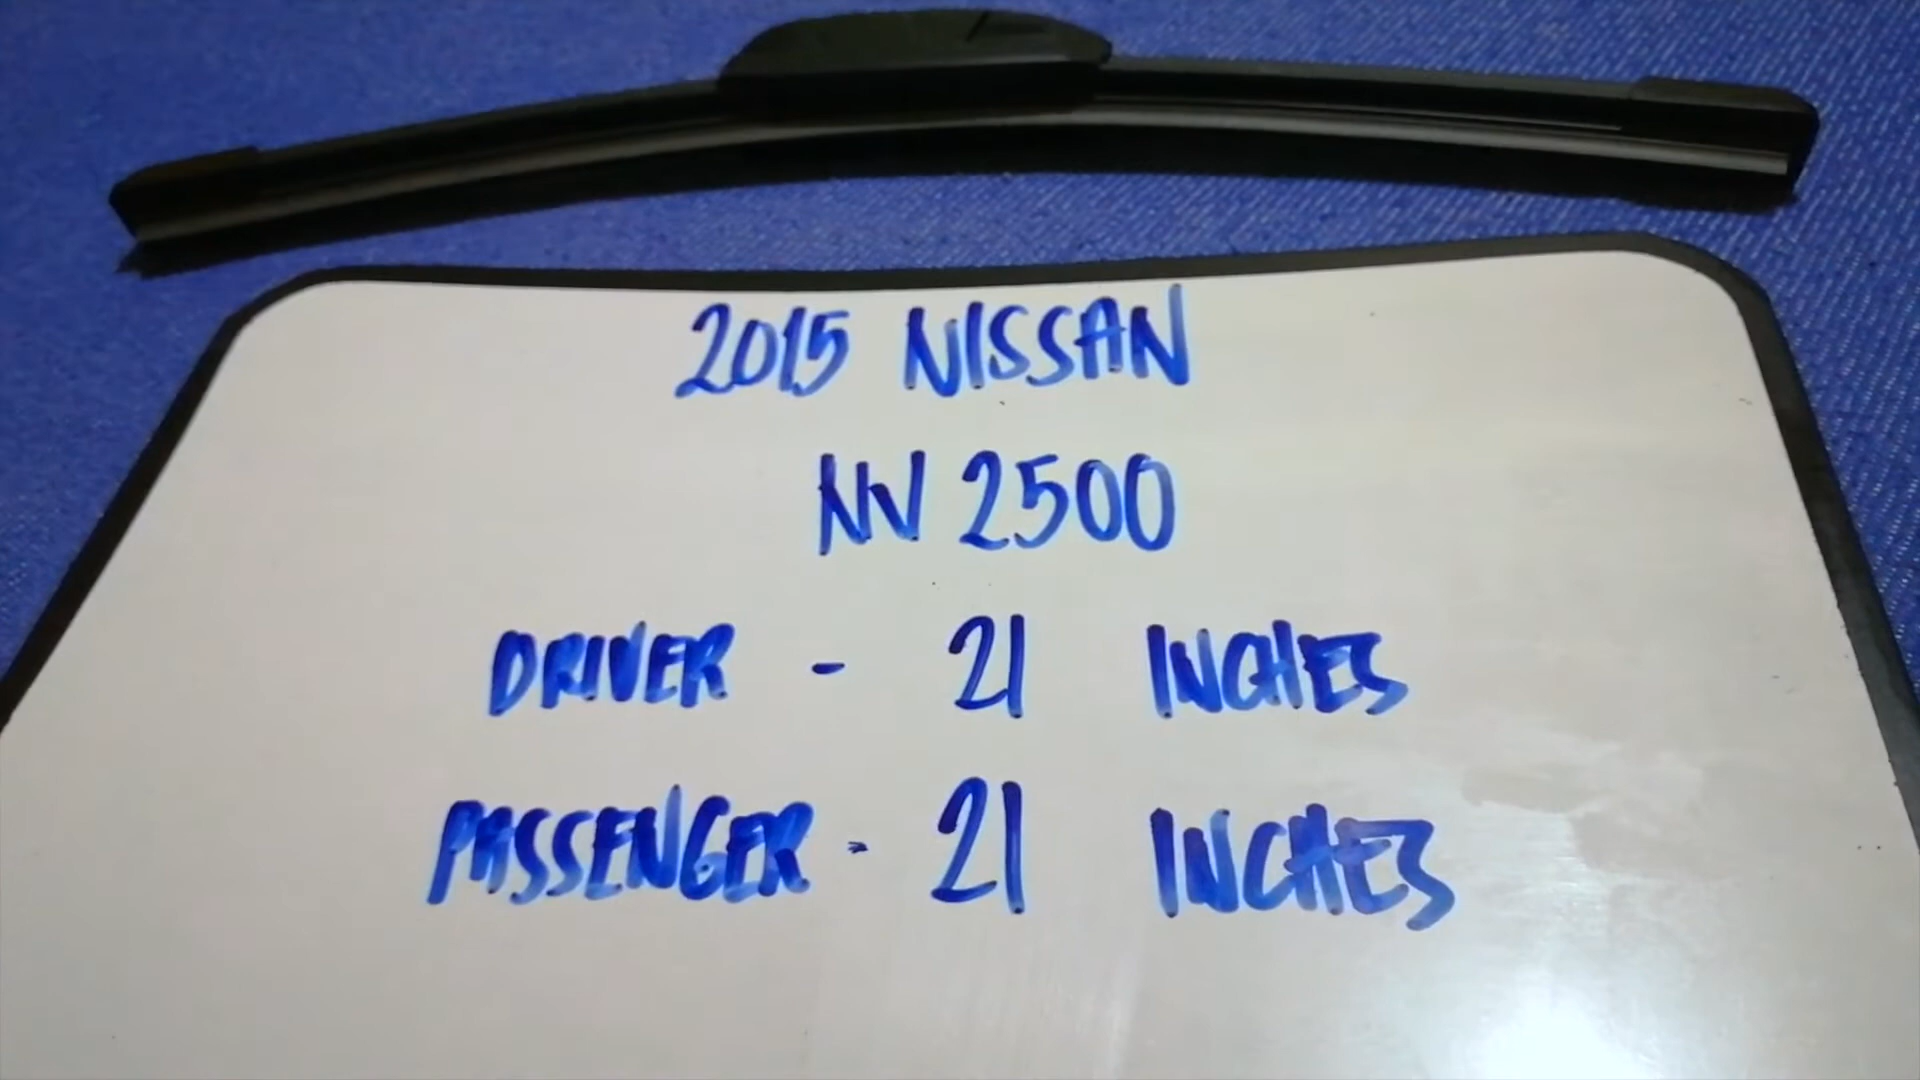 2015 NISSAN
NV 2500
DRIVER - 21 INCHES
PASSENGER - 21 INCHES